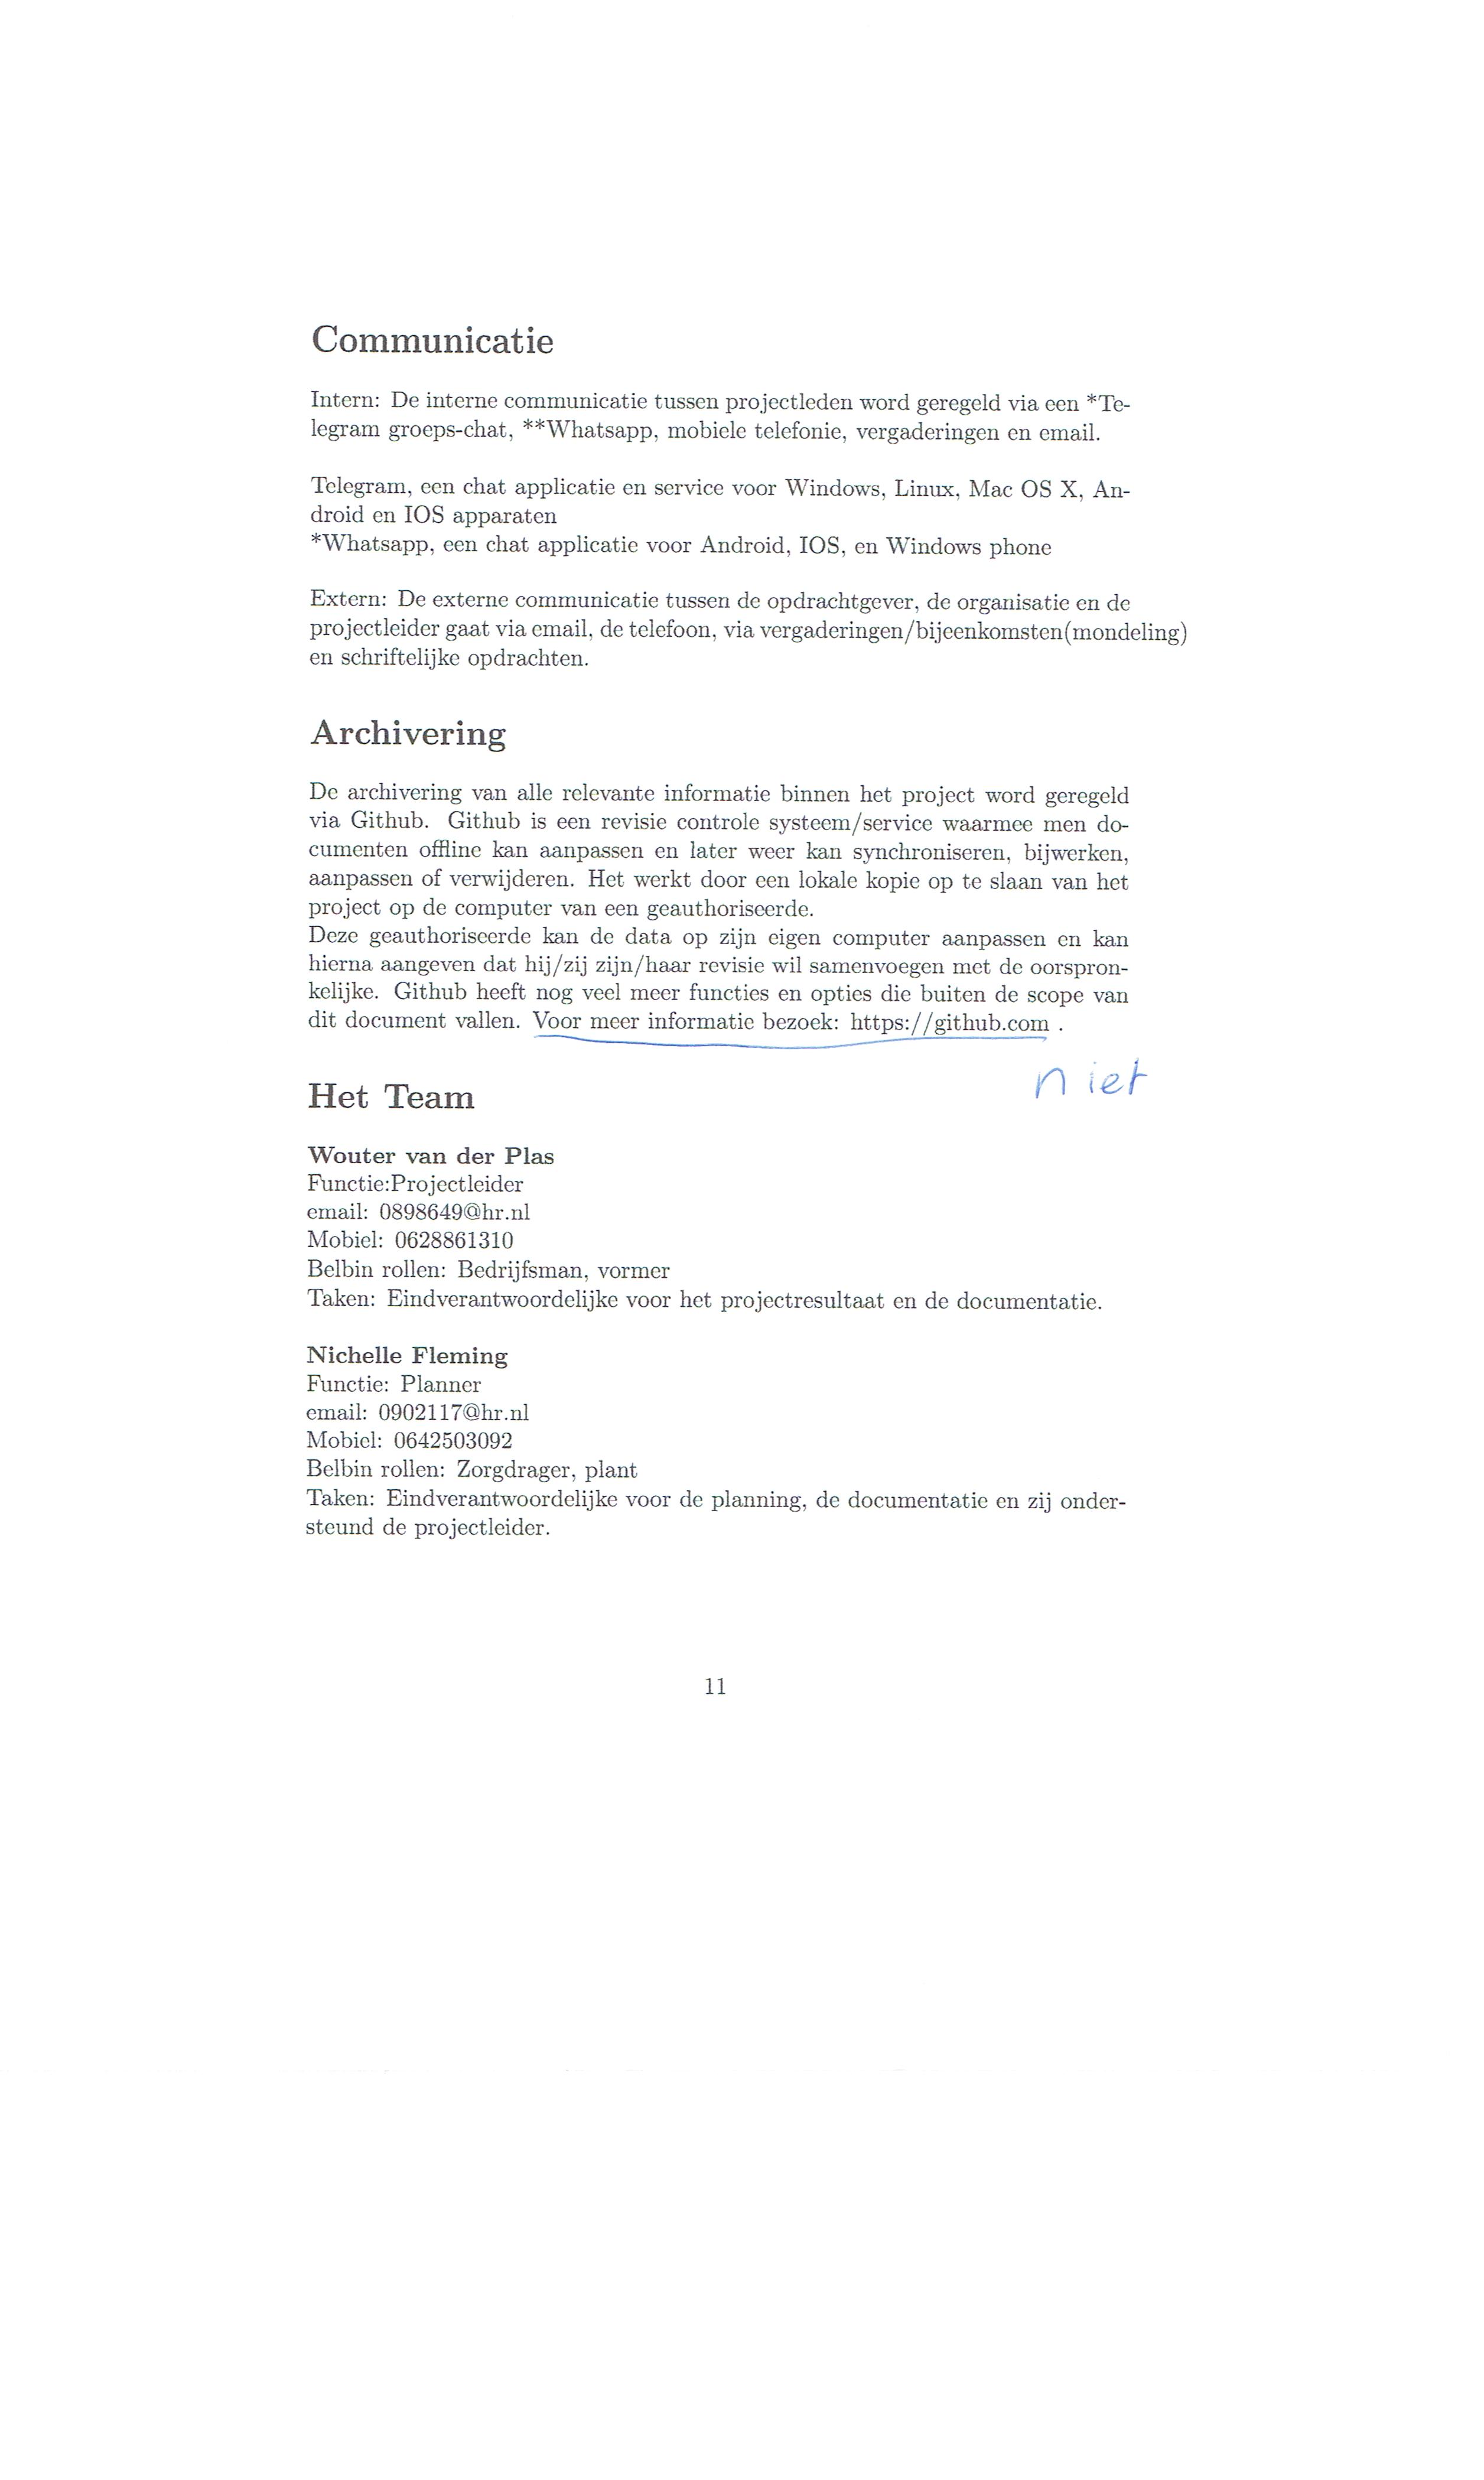 Communicatie
Intern: De interne communicatie tussen projectleden word geregeld via een *Te-
legram groeps-chat, **Whatsapp, mobiele telefonie, vergaderingen en email.
Telegram, een chat applicatie en service voor Windows, Linux, Mac OS X, An-
droid en IOS apparaten
*Whatsapp, een chat applicatie voor Android, IOS, en Windows phone
Extern: De externe communicatie tussen de opdrachtgever, de organisatie en de
projectleider gaat via email, de telefoon, via vergaderingen/bijeenkomsten(mondeling)
en schriftelijke opdrachten.
Archivering
De archivering van alle relevante informatie binnen het project word geregeld
via Github. Github is een revisie controle systeem/service waarmee men do-
cumenten offline kan aanpassen en later weer kan synchroniseren, bijwerken,
aanpassen of verwijderen. Het werkt door een lokale kopie op te slaan van het
project op de computer van een geauthoriseerde.
Deze geauthoriseerde kan de data op zijn eigen computer aanpassen en kan
hierna aangeven dat hij/zij zijn/haar revisie wil samenvoegen met de oorspron-
kelijke. Github heeft nog veel meer functies en opties die buiten de scope van
dit document vallen. Voor meer informatie bezoek: https://github.com .
niet
Het Team
Wouter van der Plas
Functie:Projectleider
email: 0898649@hr.nl
Mobiel: 0628861310
Belbin rollen: Bedrijfsman, vormer
Taken: Eindverantwoordelijke voor het projectresultaat en de documentatie.
Nichelle Fleming
Functie: Planner
email: 0902117@hr.nl
Mobiel: 0642503092
Belbin rollen: Zorgdrager, plant
Taken: Eindverantwoordelijke voor de planning, de documentatie en zij onder-
steund de projectleider.
11